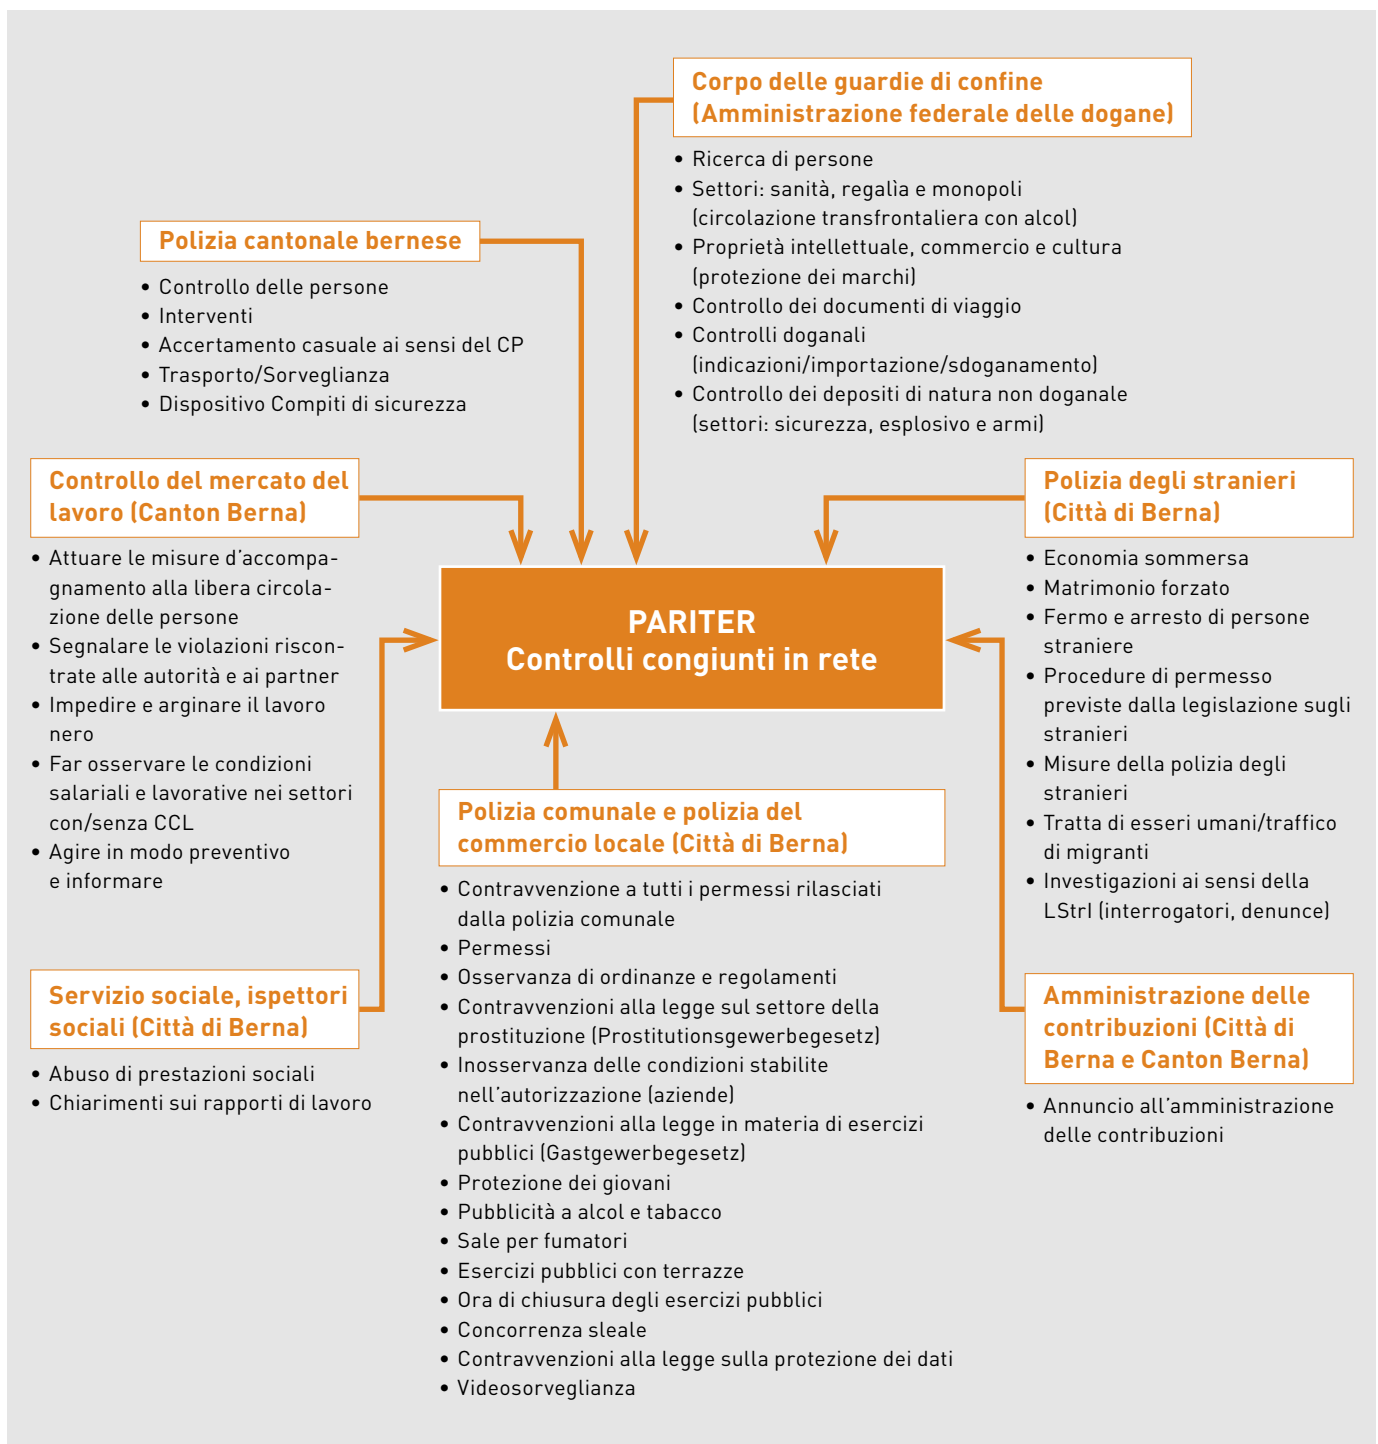 Corpo delle guardie di confine
(Amministrazione federale delle dogane)
• Ricerca di persone
• Settori: sanità, regalìa e monopoli
(circolazione transfrontaliera con alcol)
• Proprietà intellettuale, commercio e cultura
(protezione dei marchi)
• Controllo dei documenti di viaggio
• Controlli doganali
(indicazioni/importazione/sdoganamento)
• Controllo dei depositi di natura non doganale
(settori: sicurezza, esplosivo e armi)
Polizia cantonale bernese
• Controllo delle persone
• Interventi
• Accertamento casuale ai sensi del CP
• Trasporto/Sorveglianza
• Dispositivo Compiti di sicurezza
Controllo del mercato del
lavoro (Canton Berna)
• Attuare le misure d'accompa-
gnamento alla libera circola-
zione delle persone
• Segnalare le violazioni riscon-
trate alle autorità e ai partner
• Impedire e arginare il lavoro
nero
• Far osservare le condizioni
salariali e lavorative nei settori
con/senza CCL
• Agire in modo preventivo
e informare
Polizia degli stranieri
(Città di Berna)
• Economia sommersa
• Matrimonio forzato
• Fermo e arresto di persone
straniere
• Procedure di permesso
previste dalla legislazione sugli
stranieri
• Misure della polizia degli
stranieri
• Tratta di esseri umani/traffico
di migranti
• Investigazioni ai sensi della
LStrI (interrogatori, denunce)
PARITER
Controlli congiunti in rete
Polizia comunale e polizia del
commercio locale (Città di Berna)
• Contravvenzione a tutti i permessi rilasciati
dalla polizia comunale
• Permessi
• Osservanza di ordinanze e regolamenti
• Contravvenzioni alla legge sul settore della
prostituzione (Prostitutionsgewerbegesetz)
• Inosservanza delle condizioni stabilite
nell'autorizzazione (aziende)
• Contravvenzioni alla legge in materia di esercizi
pubblici (Gastgewerbegesetz)
• Protezione dei giovani
• Pubblicità a alcol e tabacco
• Sale per fumatori
• Esercizi pubblici con terrazze
• Ora di chiusura degli esercizi pubblici
• Concorrenza sleale
• Contravvenzioni alla legge sulla protezione dei dati
• Videosorveglianza
Servizio sociale, ispettori
sociali (Città di Berna)
• Abuso di prestazioni sociali
• Chiarimenti sui rapporti di lavoro
Amministrazione delle
contribuzioni (Città di
Berna e Canton Berna)
• Annuncio all'amministrazione
delle contribuzioni